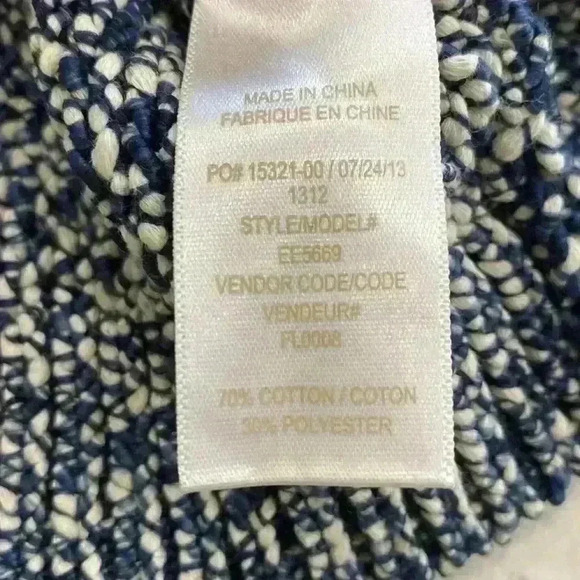 MADE IN CHINA
FABRIQUE EN CHINE
PO# 15321-00 / 07/24/13
1312
STYLE/MODEL#
EE5669
VENDOR CODE/CODE
VENDEUR#
FL0008
70% COTTON / COTON
30% POLYESTER